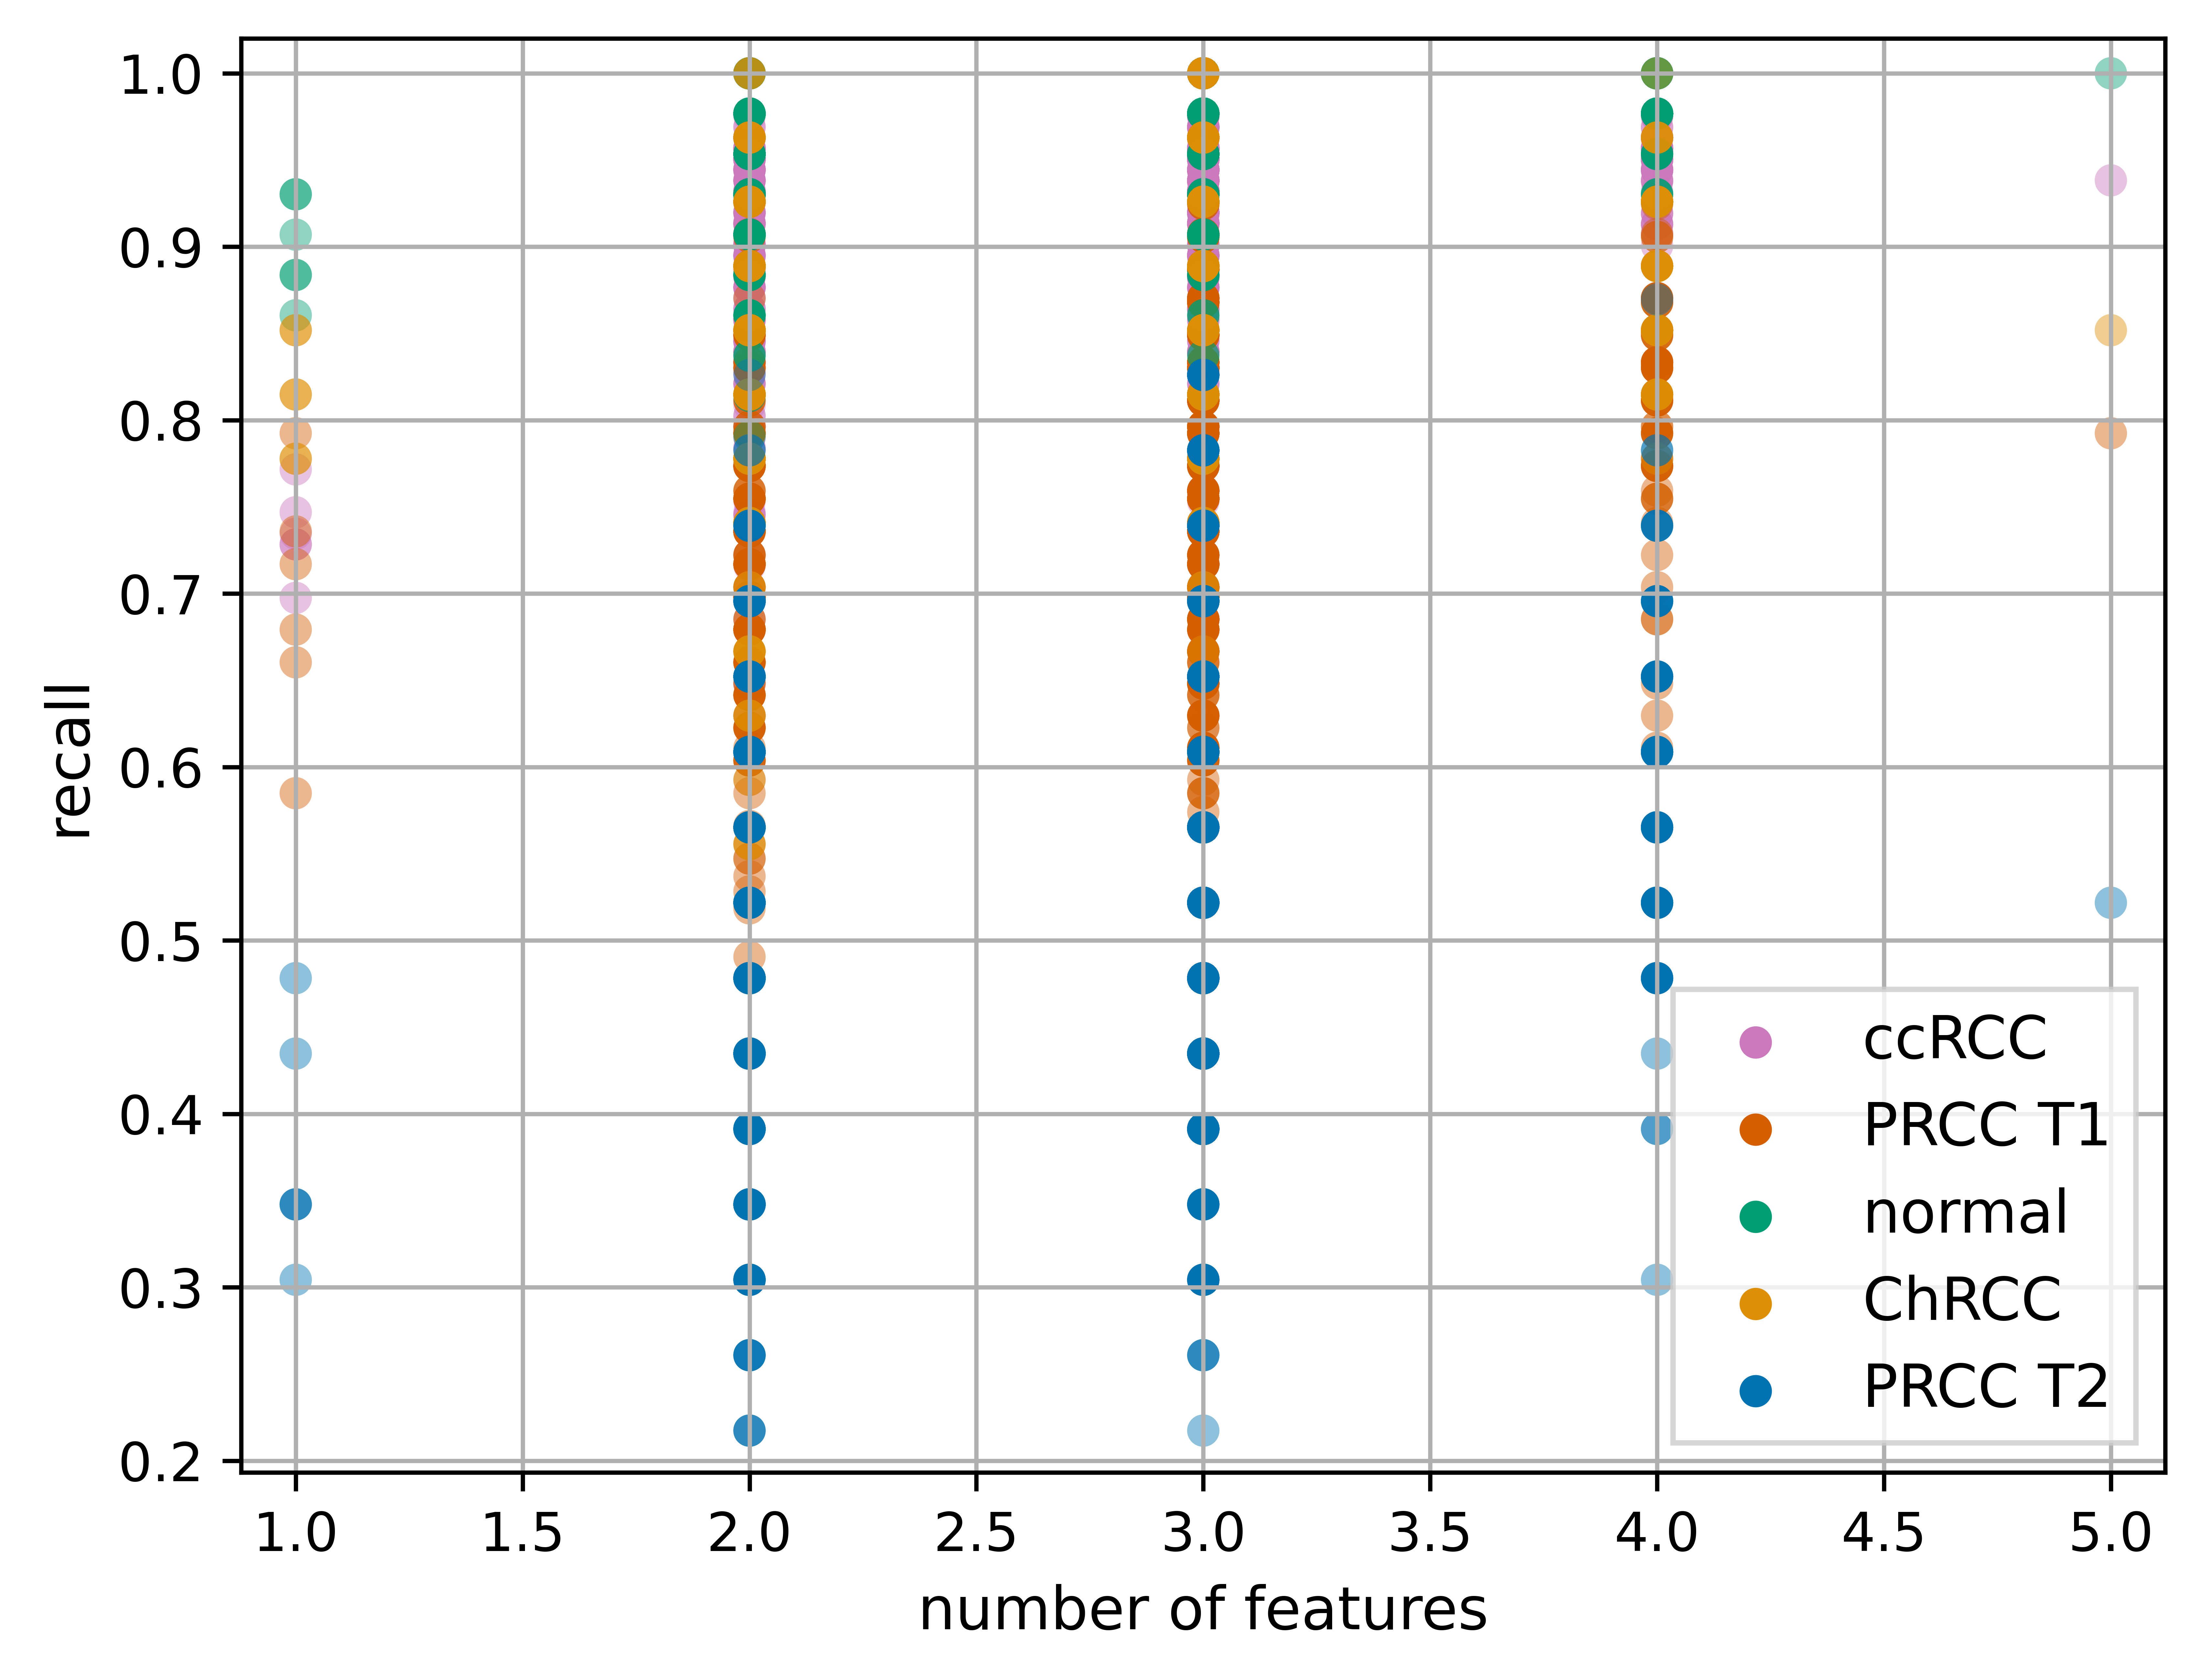 1.0
0.9
0.8
0.7
0.6
0.5
0.4
0.3
0.2
recall
ccRCC
PRCC T1
normal
ChRCC
PRCC T2
1.0 1.5 2.0 2.5 3.0 3.5 4.0 4.5 5.0
number of features